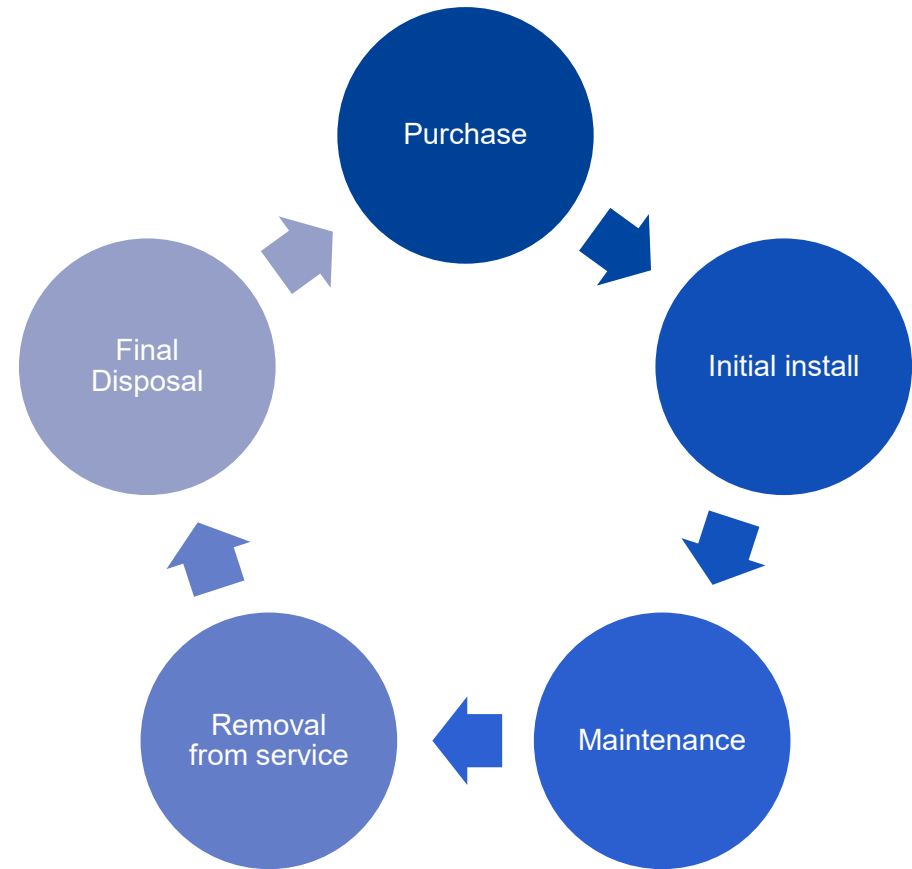 Purchase
Initial install
Maintenance
Removal
from service
Final
Disposal